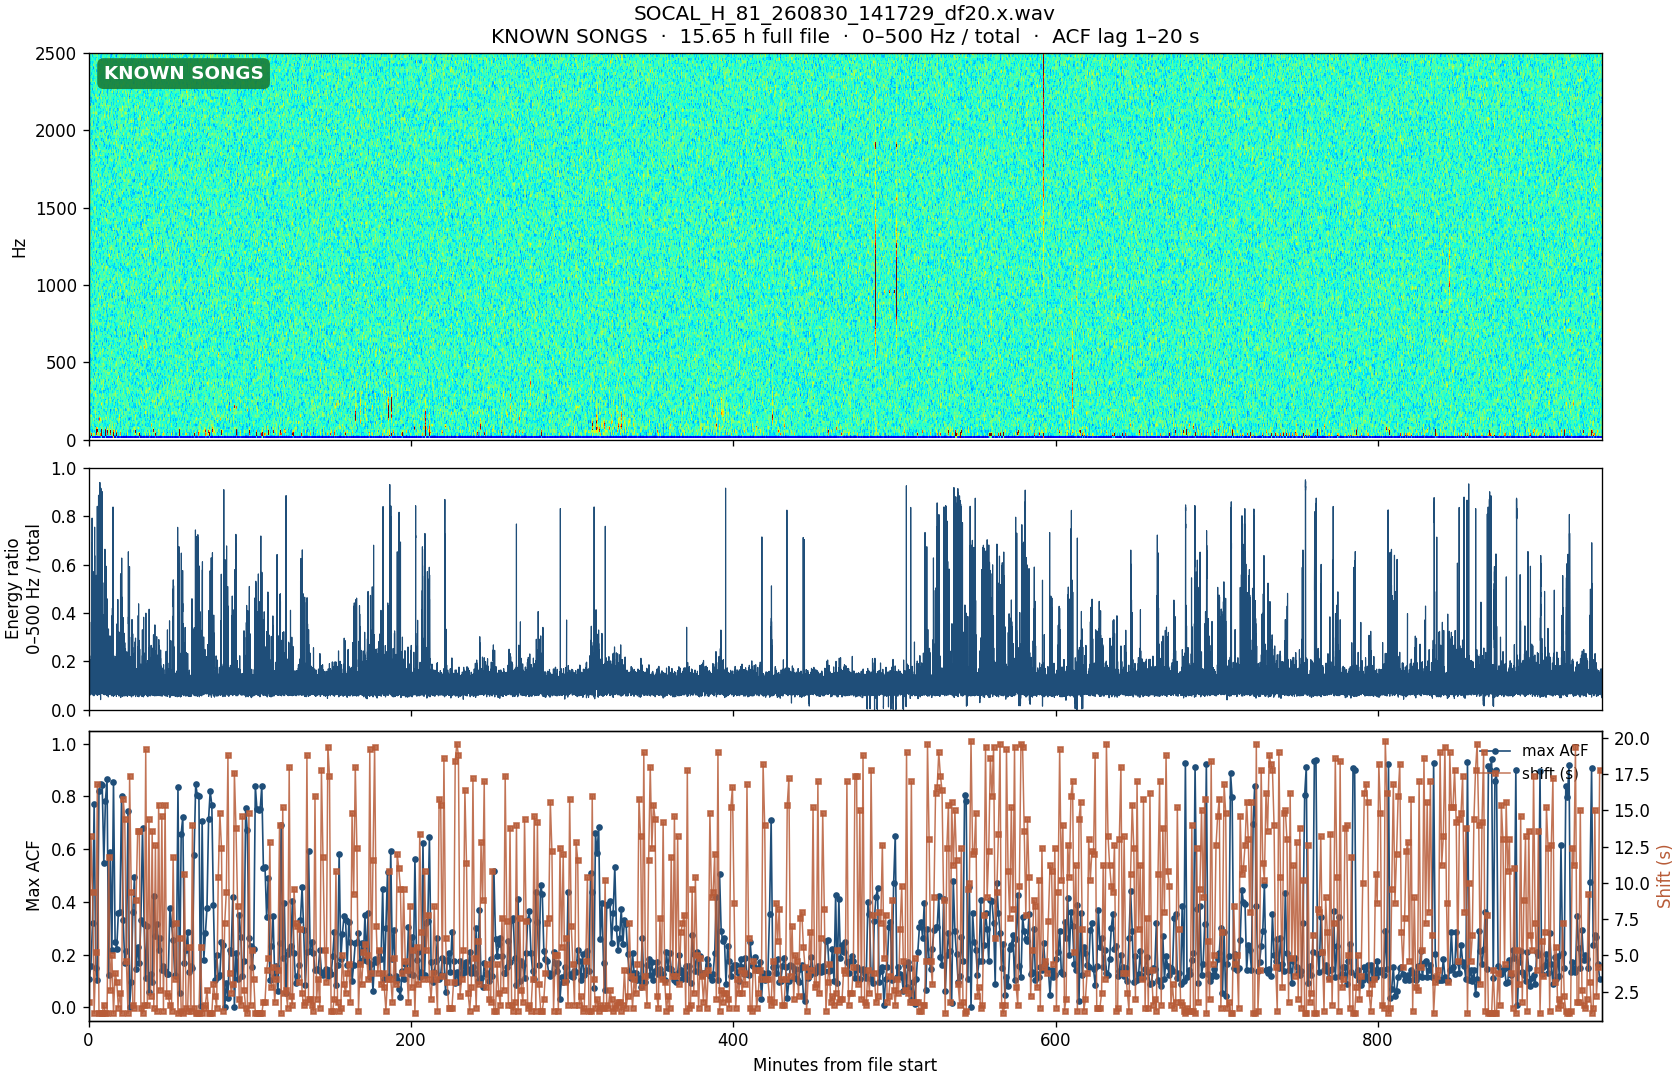 SOCAL_H_81_260830_141729_df20.x.wav
KNOWN SONGS · 15.65 h full file · 0–500 Hz / total · ACF lag 1–20 s
KNOWN SONGS
2500
2000
1500
1000
500
0
Hz
1.0
0.8
0.6
0.4
0.2
0.0
Energy ratio
0–500 Hz / total
1.0
0.8
0.6
0.4
0.2
0.0
Max ACF
max ACF
shift (s)
20.0
17.5
15.0
12.5
10.0
7.5
5.0
2.5
Shift (s)
0
200
400
600
800
Minutes from file start